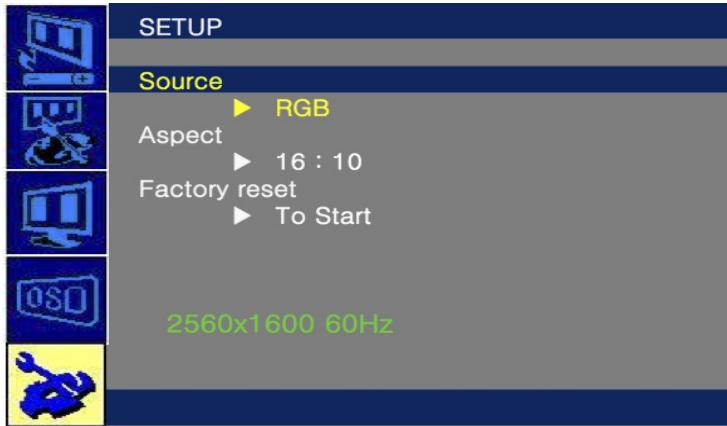 SETUP
Source
▶ RGB
Aspect
▶ 16 : 10
Factory reset
▶ To Start
OSD
2560x1600 60Hz